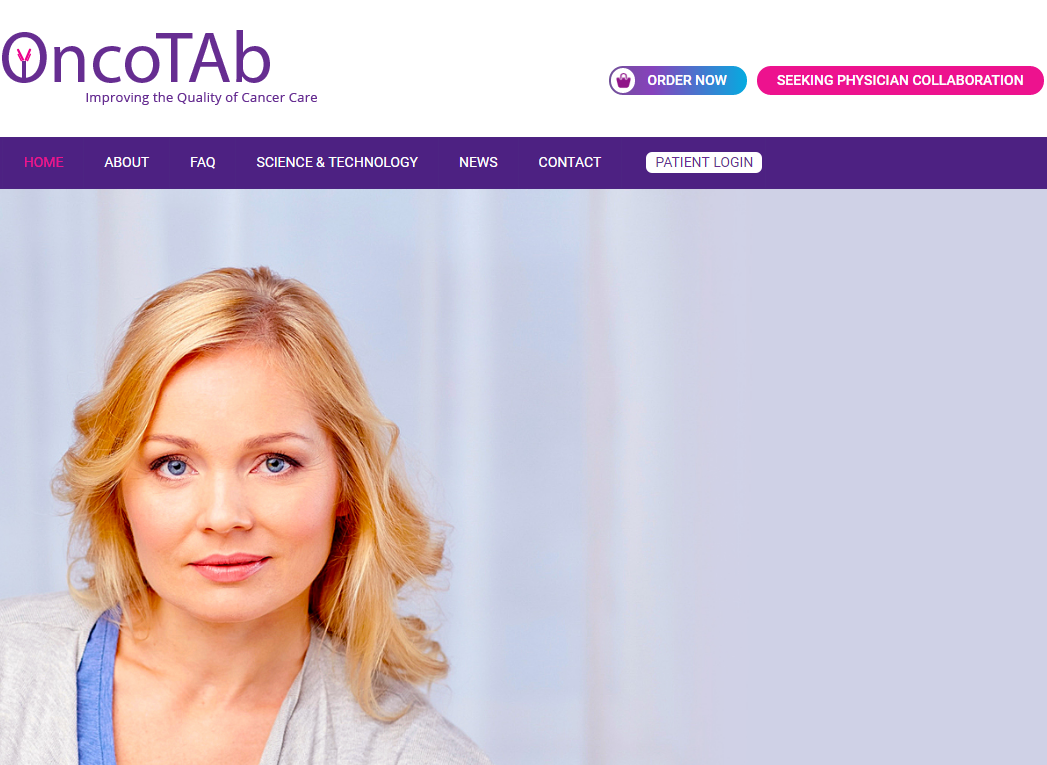 OncoTAb
Improving the Quality of Cancer Care
ORDER NOW
SEEKING PHYSICIAN COLLABORATION
HOME
ABOUT
FAQ
SCIENCE & TECHNOLOGY
NEWS
CONTACT
PATIENT LOGIN